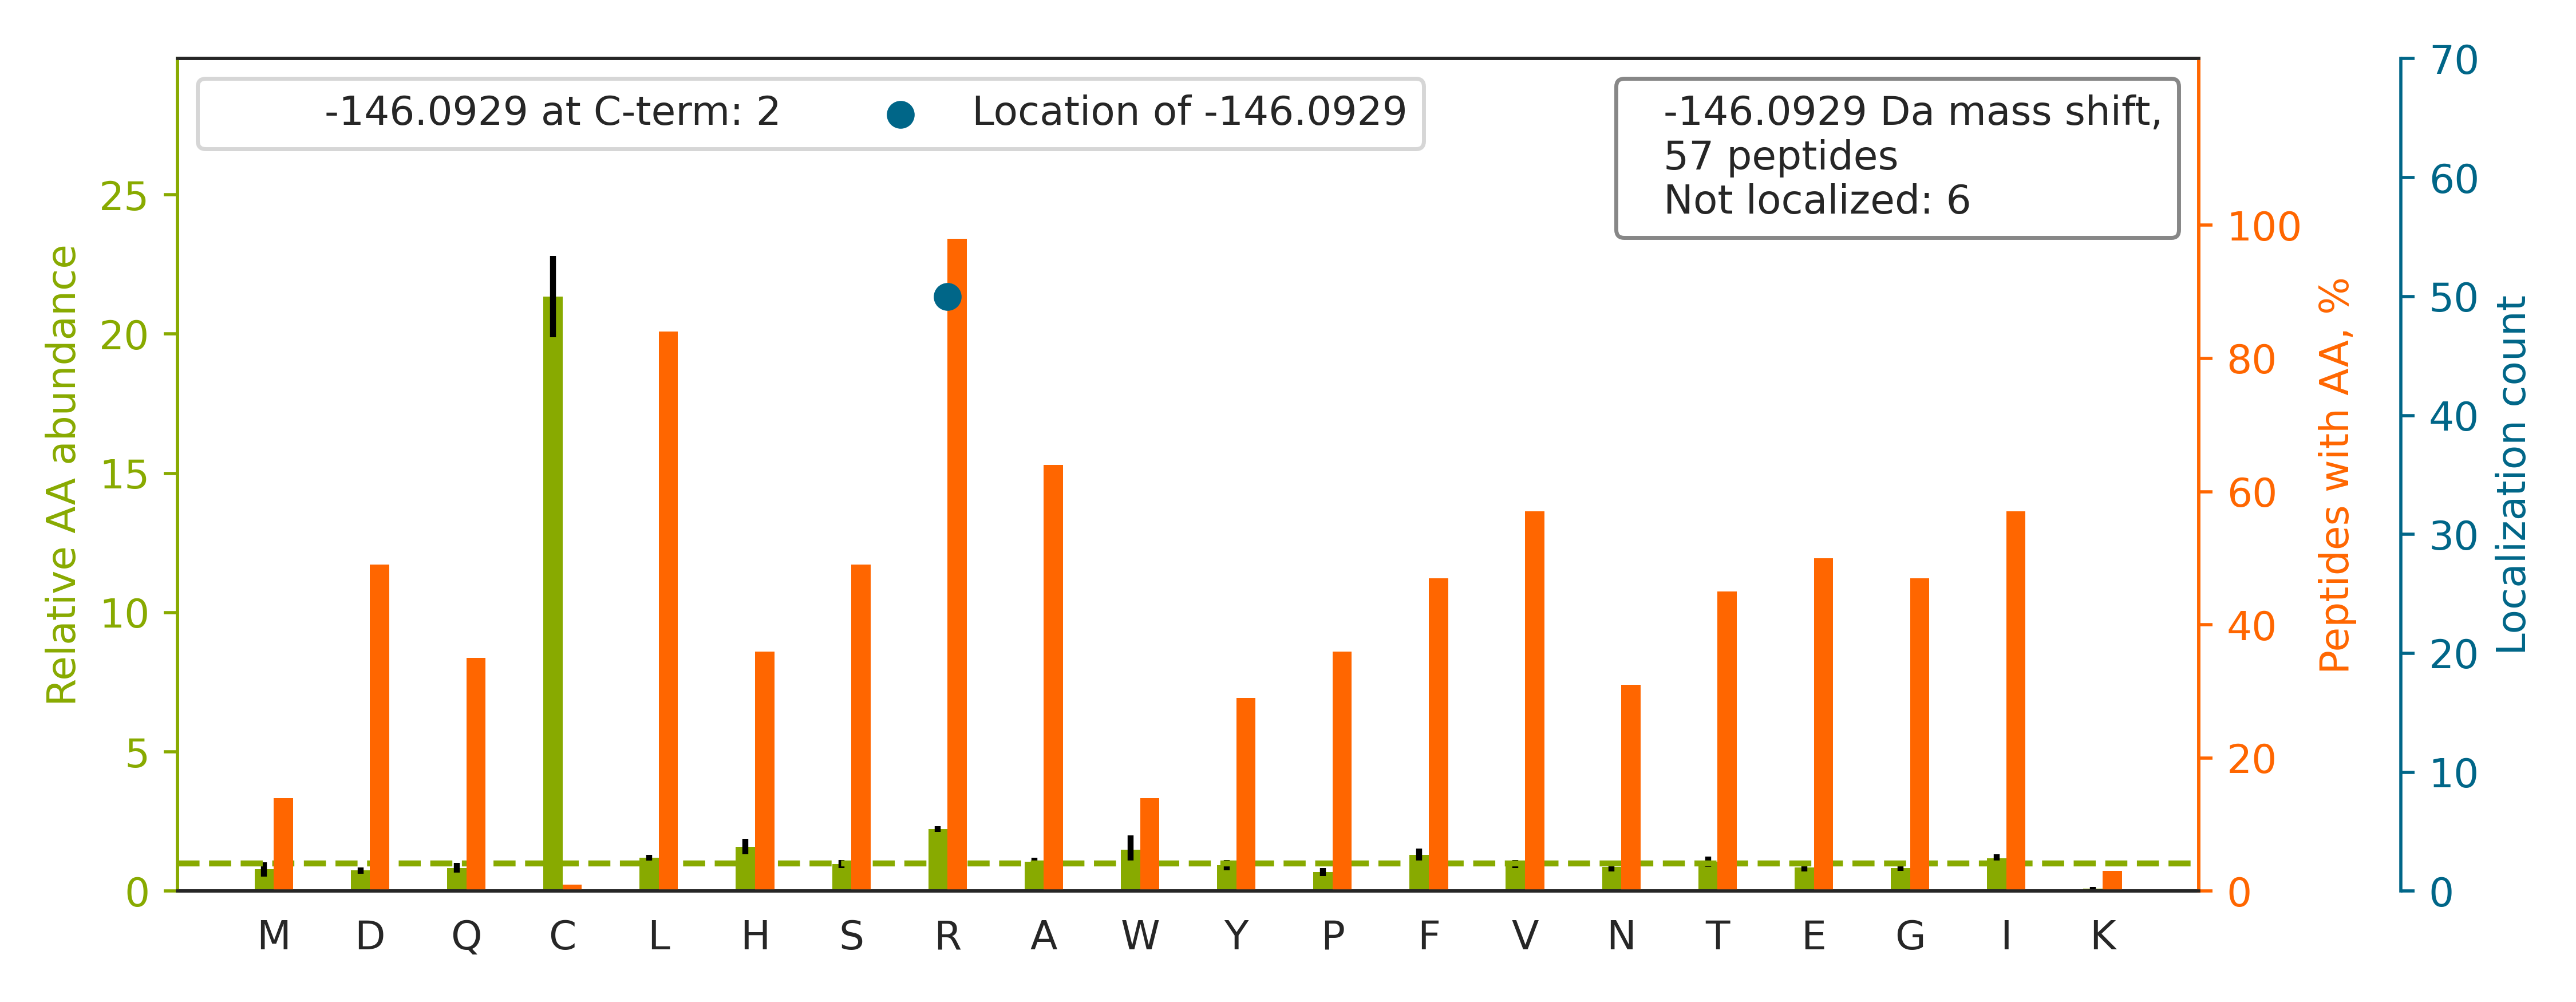 -146.0929 at C-term: 2
Location of -146.0929
-146.0929 Da mass shift,
57 peptides
Not localized: 6
Relative AA abundance
25
20
15
10
5
0
M D Q C L H S R A W Y P F V N T E G I K
100
80
60
40
20
0
Peptides with AA, %
70
60
50
40
30
20
10
0
Localization count